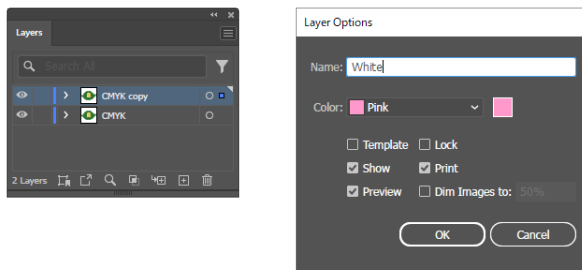 Layers
Search All
CMYK copy
CMYK
2 Layers
Layer Options
Name: White
Color: Pink
Template Lock
Show Print
Preview Dim Images to: 50%
OK Cancel